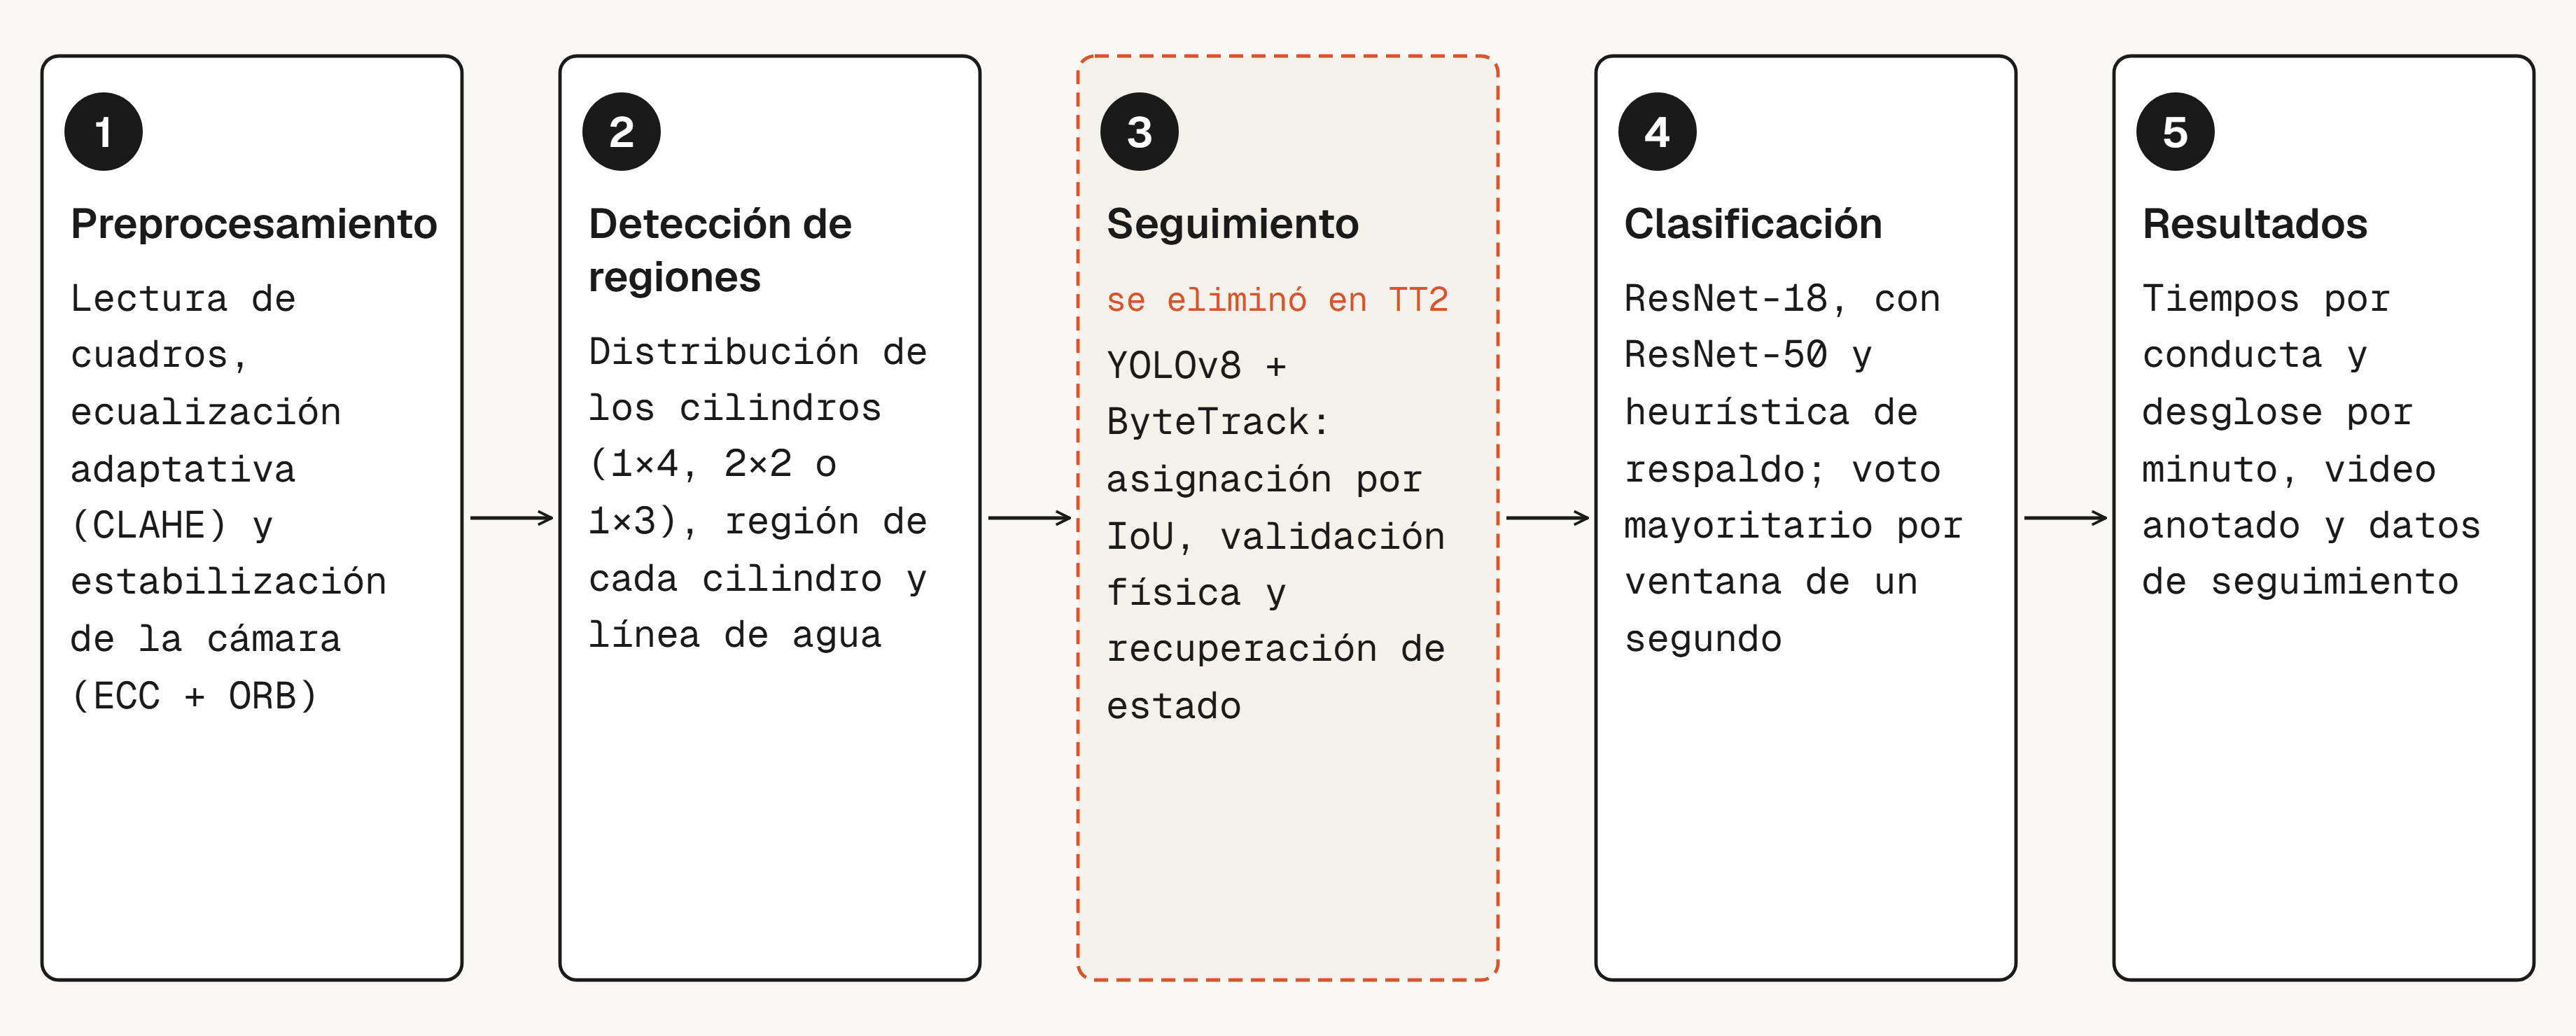 1
Preprocesamiento
Lectura de
cuadros,
ecualización
adaptativa
(CLAHE) y
estabilización
de la cámara
(ECC + ORB)
2
Detección de
regiones
Distribución de
los cilindros
(1×4, 2×2 o
1×3), región de
cada cilindro y
línea de agua
3
Seguimiento
se eliminó en TT2
YOLOv8 +
ByteTrack:
asignación por
IoU, validación
física y
recuperación de
estado
4
Clasificación
ResNet-18, con
ResNet-50 y
heurística de
respaldo; voto
mayoritario por
ventana de un
segundo
5
Resultados
Tiempos por
conducta y
desglose por
minuto, video
anotado y datos
de seguimiento